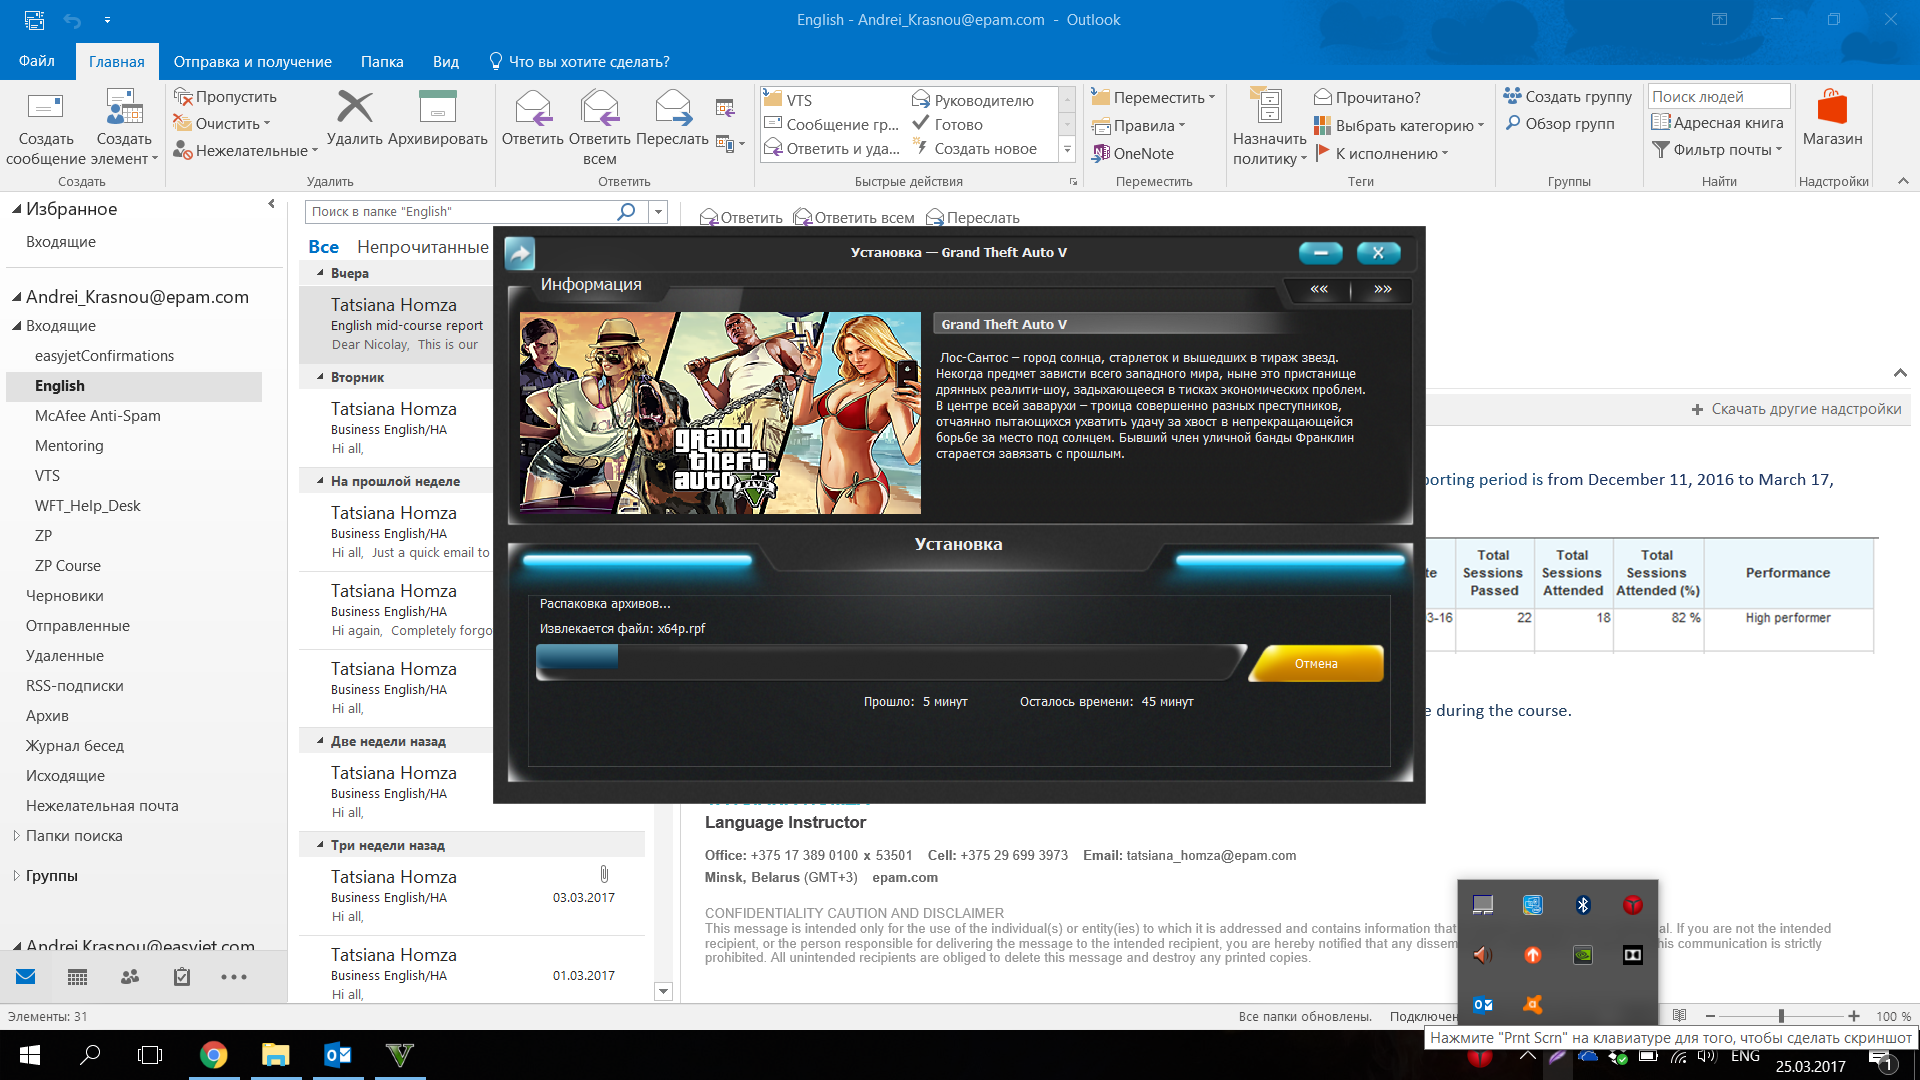 English - Andrei_Krasnou@epam.com - Outlook
Файл
Главная
Отправка и получение
Папка
Вид
Что вы хотите сделать?
Создать сообщение
Создать элемент
Создать
Пропустить
Очистить
Нежелательные
Удалить
Архивировать
Удалить
Ответить
Ответить всем
Переслать
Ответить
VTS
Сообщение гр...
Ответить и уда...
Руководителю
Готово
Создать новое
Быстрые действия
Переместить
Правила
OneNote
Переместить
Назначить политику
Прочитано?
Выбрать категорию
К исполнению
Теги
Создать группу
Обзор групп
Группы
Поиск людей
Адресная книга
Фильтр почты
Найти
Магазин
Надстройки
Избранное
Входящие
Andrei_Krasnou@epam.com
Входящие
easyjetConfirmations
English
McAfee Anti-Spam
Mentoring
VTS
WFT_Help_Desk
ZP
ZP Course
Черновики
Отправленные
Удаленные
RSS-подписки
Архив
Журнал бесед
Исходящие
Нежелательная почта
Папки поиска
Группы
Andrei.Krasnou@easyjet.com
Поиск в папке "English"
Все Непрочитанные
Вчера
Tatsiana Homza
English mid-course report
Dear Nicolay, This is our
Вторник
Tatsiana Homza
Business English/HA
Hi all,
На прошлой неделе
Tatsiana Homza
Business English/HA
Hi all, Just a quick email to
Tatsiana Homza
Business English/HA
Hi again, Completely forgo
Tatsiana Homza
Business English/HA
Hi all,
Две недели назад
Tatsiana Homza
Business English/HA
Hi all,
Три недели назад
Tatsiana Homza
Business English/HA 03.03.2017
Hi all,
Tatsiana Homza
Business English/HA 01.03.2017
Hi all,
Ответить Ответить всем Переслать
Установка — Grand Theft Auto V
Информация
«« »»
grand theft auto V FIVE
Grand Theft Auto V
Лос-Сантос – город солнца, старлеток и вышедших в тираж звезд.
Некогда предмет зависти всего западного мира, ныне это пристанище
дрянных реалити-шоу, задыхающееся в тисках экономических проблем.
В центре всей заварухи – троица совершенно разных преступников,
отчаянно пытающихся ухватить удачу за хвост в непрекращающейся
борьбе за место под солнцем. Бывший член уличной банды Франклин
старается завязать с прошлым.
Установка
Распаковка архивов...
Извлекается файл: x64p.rpf
Отмена
Прошло: 5 минут Осталось времени: 45 минут
Скачать другие надстройки
porting period is from December 11, 2016 to March 17,
te
Total Sessions Passed
Total Sessions Attended
Total Sessions Attended (%)
Performance
3-16 22 18 82 % High performer
e during the course.
Language Instructor
Office: +375 17 389 0100 x 53501 Cell: +375 29 699 3973 Email: tatsiana_homza@epam.com
Minsk, Belarus (GMT+3) epam.com
CONFIDENTIALITY CAUTION AND DISCLAIMER
This message is intended only for the use of the individual(s) or entity(ies) to which it is addressed and contains information that al. If you are not the intended
recipient, or the person responsible for delivering the message to the intended recipient, you are hereby notified that any dissem his communication is strictly
prohibited. All unintended recipients are obliged to delete this message and destroy any printed copies.
Элементы: 31
Все папки обновлены.
Подключен
100 %
Нажмите "Prnt Scrn" на клавиатуре для того, чтобы сделать скриншот
ENG
25.03.2017
1